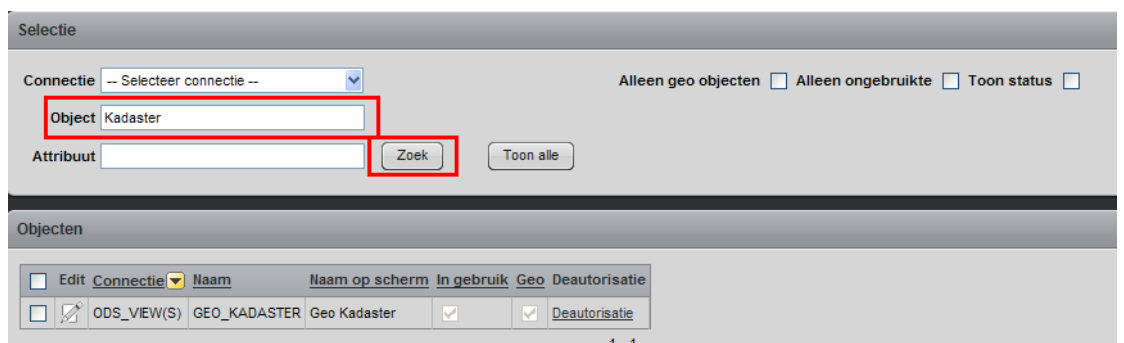 Selectie
Connectie -- Selecteer connectie -- Alleen geo objecten Alleen ongebruikte Toon status
Object Kadaster
Attribuut Zoek Toon alle
Objecten
Edit Connectie Naam Naam op scherm In gebruik Geo Deautorisatie
ODS_VIEW(S) GEO_KADASTER Geo Kadaster Deautorisatie